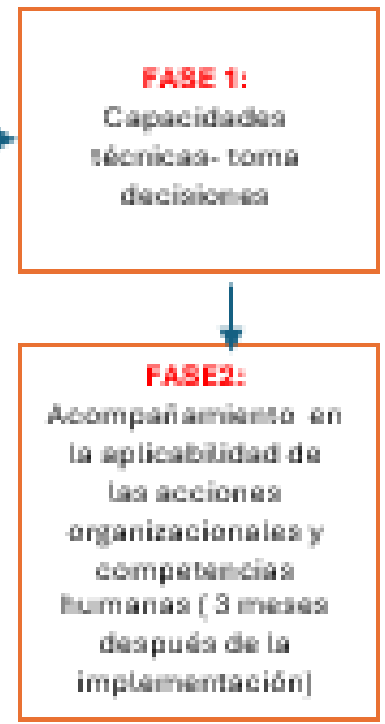 FASE 1:
Capacidades
técnicas- toma
decisiones
FASE2:
Acompañamiento en
la aplicabilidad de
las acciones
organizacionales y
competencias
humanas ( 3 meses
después de la
implementación)